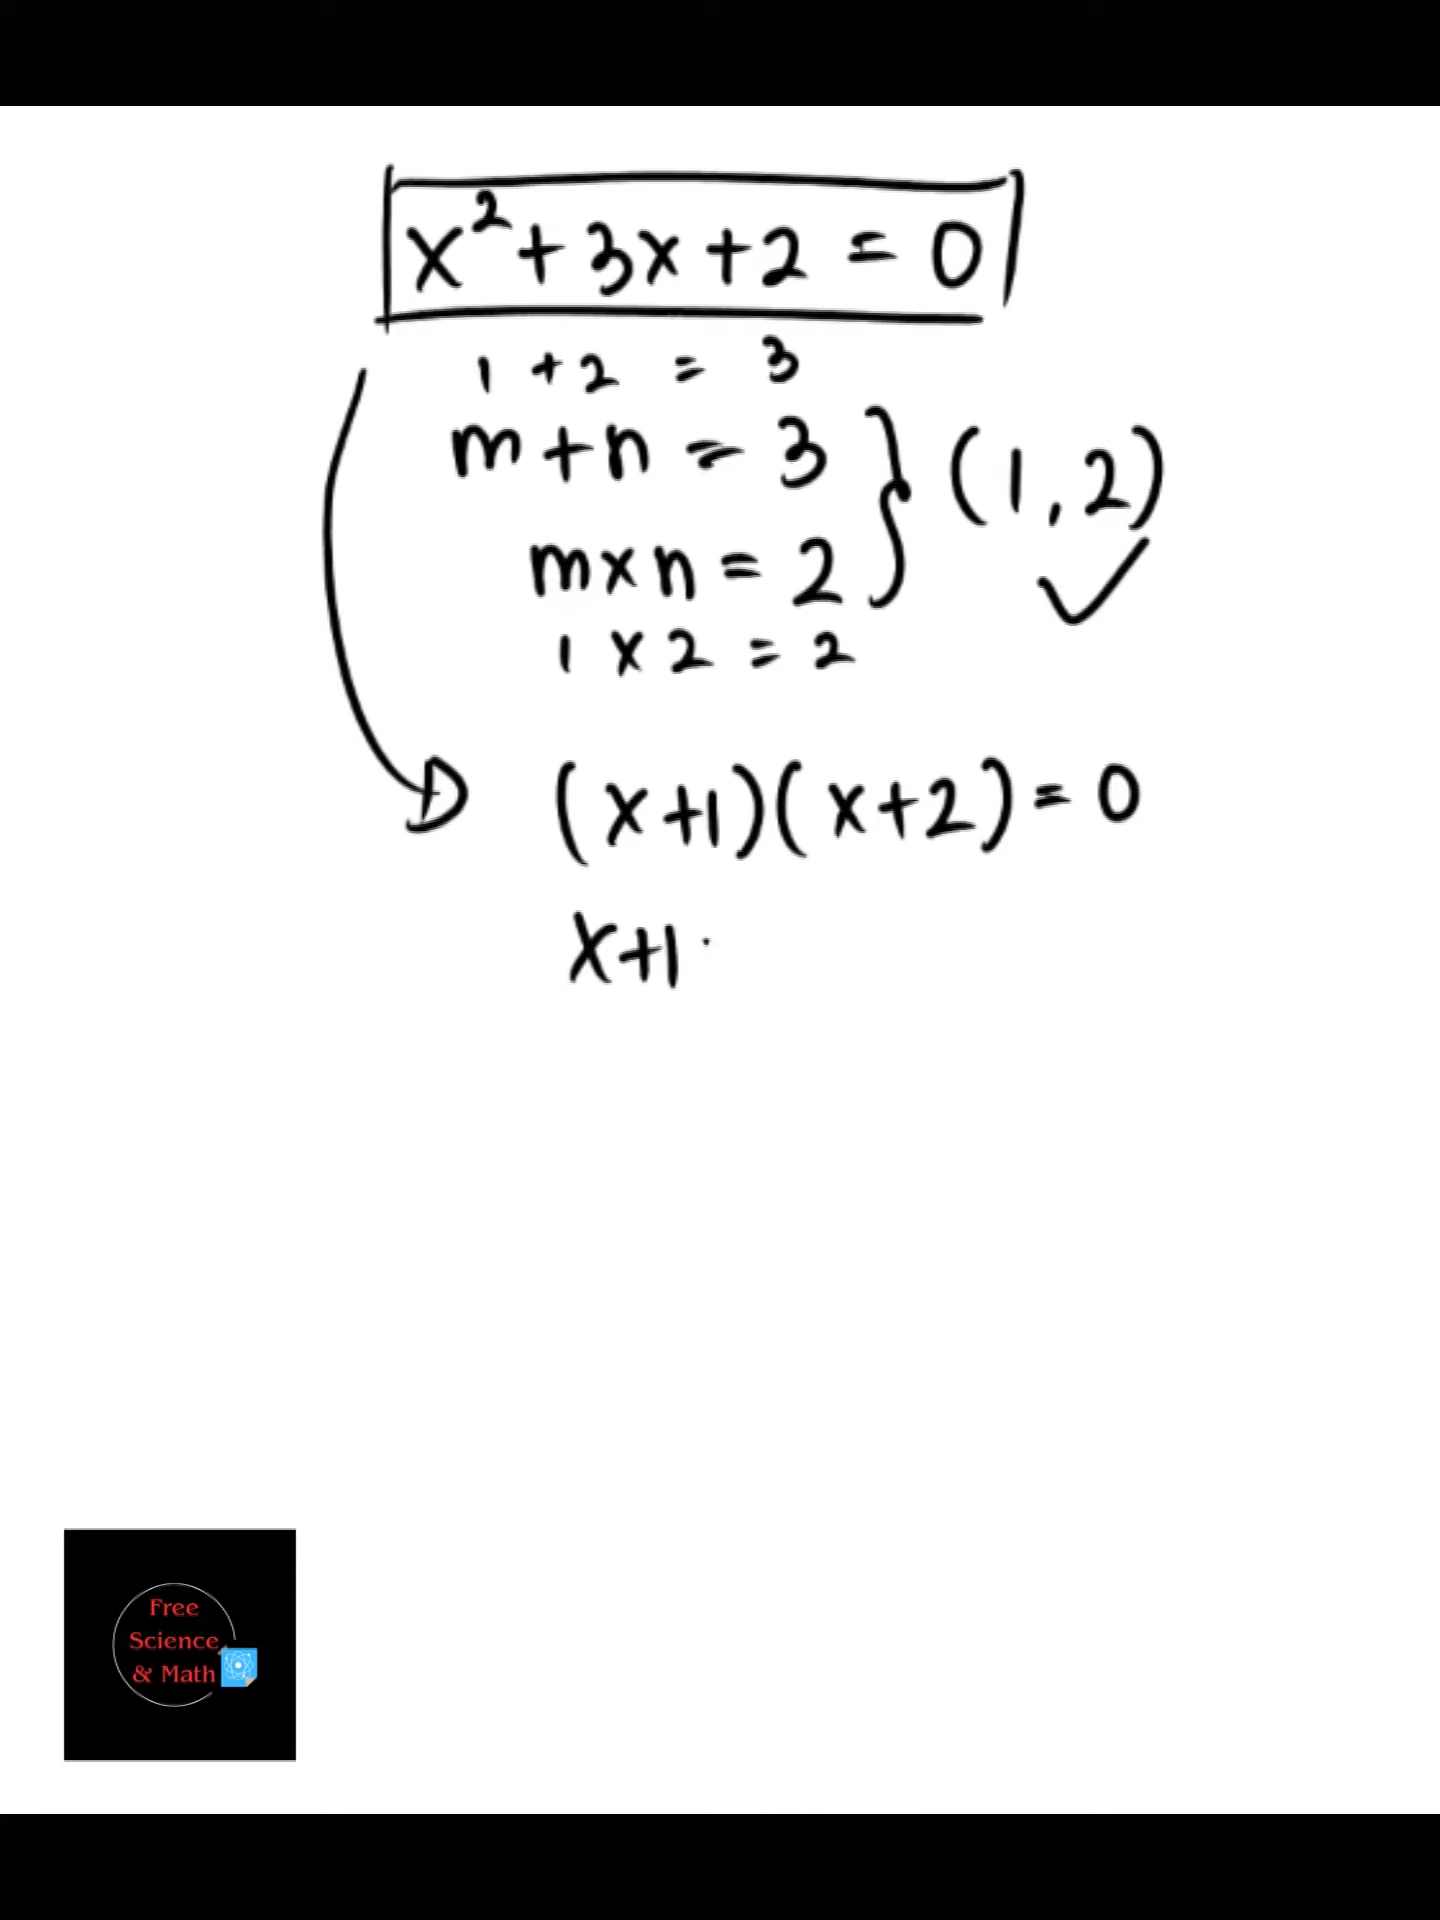 x²+3x+2 = 0
1 + 2 = 3
m+n = 3
(1,2)
m×n = 2
1 × 2 = 2
(x+1)(x+2) = 0
x+1
Free
Science
& Math